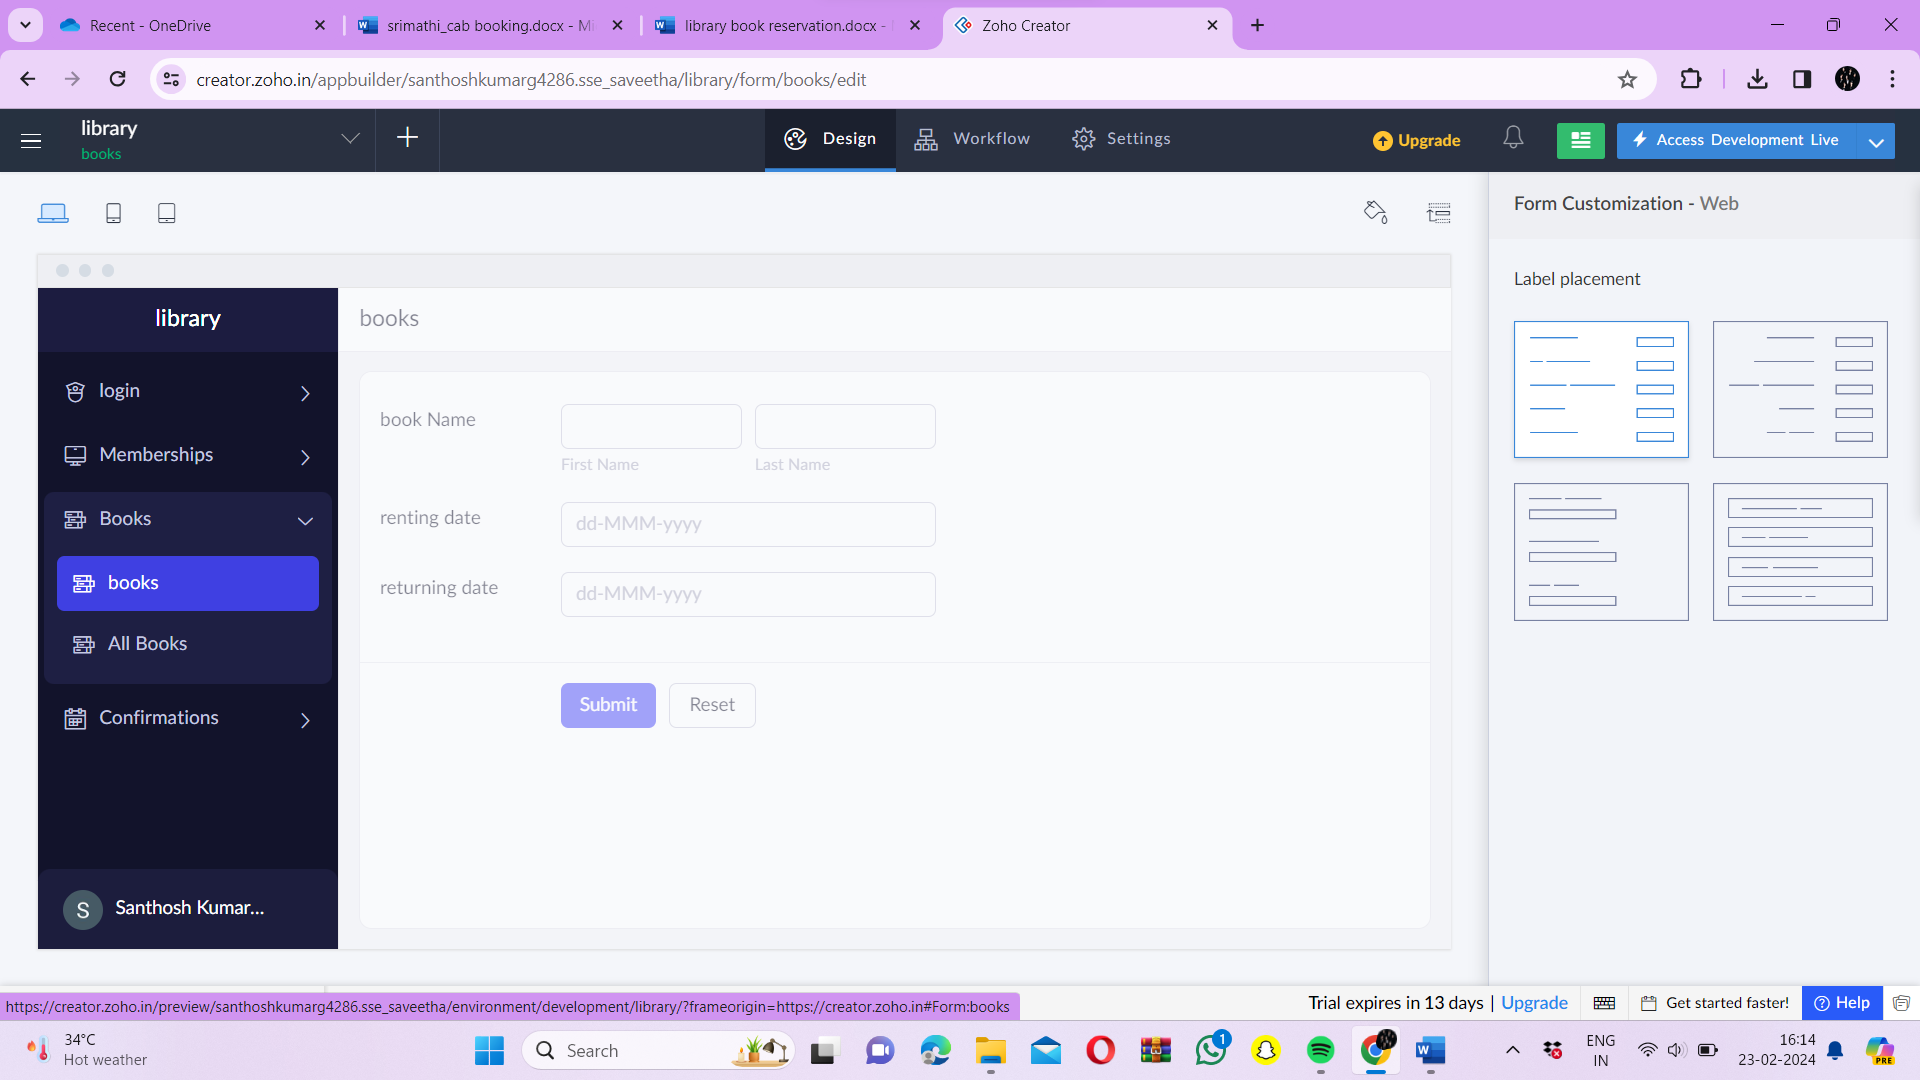 Recent - OneDrive
srimathi_cab booking.docx - Mi
library book reservation.docx -
Zoho Creator
creator.zoho.in/appbuilder/santhoshkumarg4286.sse_saveetha/library/form/books/edit
library
books
Design
Workflow
Settings
Upgrade
Access Development Live
Form Customization - Web
Label placement
library
login
Memberships
Books
books
All Books
Confirmations
S
Santhosh Kumar...
books
book Name
First Name
Last Name
renting date
dd-MMM-yyyy
returning date
dd-MMM-yyyy
Submit
Reset
https://creator.zoho.in/preview/santhoshkumarg4286.sse_saveetha/environment/development/library/?frameorigin=https://creator.zoho.in#Form:books
Trial expires in 13 days | Upgrade
Get started faster!
Help
34°C
Hot weather
Search
1
ENG
IN
16:14
23-02-2024
PRE